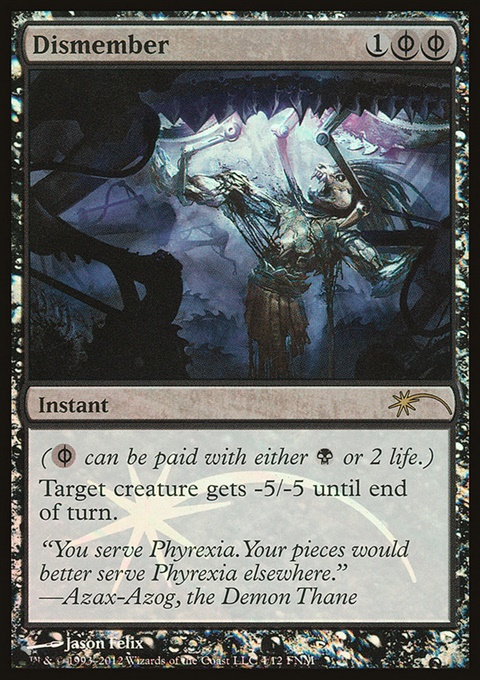 Dismember 1
Instant
( can be paid with either or 2 life.)
Target creature gets -5/-5 until end
of turn.
“You serve Phyrexia. Your pieces would
better serve Phyrexia elsewhere.”
—Azax-Azog, the Demon Thane
Jason Felix
™ & © 1993-2012 Wizards of the Coast LLC 4/12 FNM